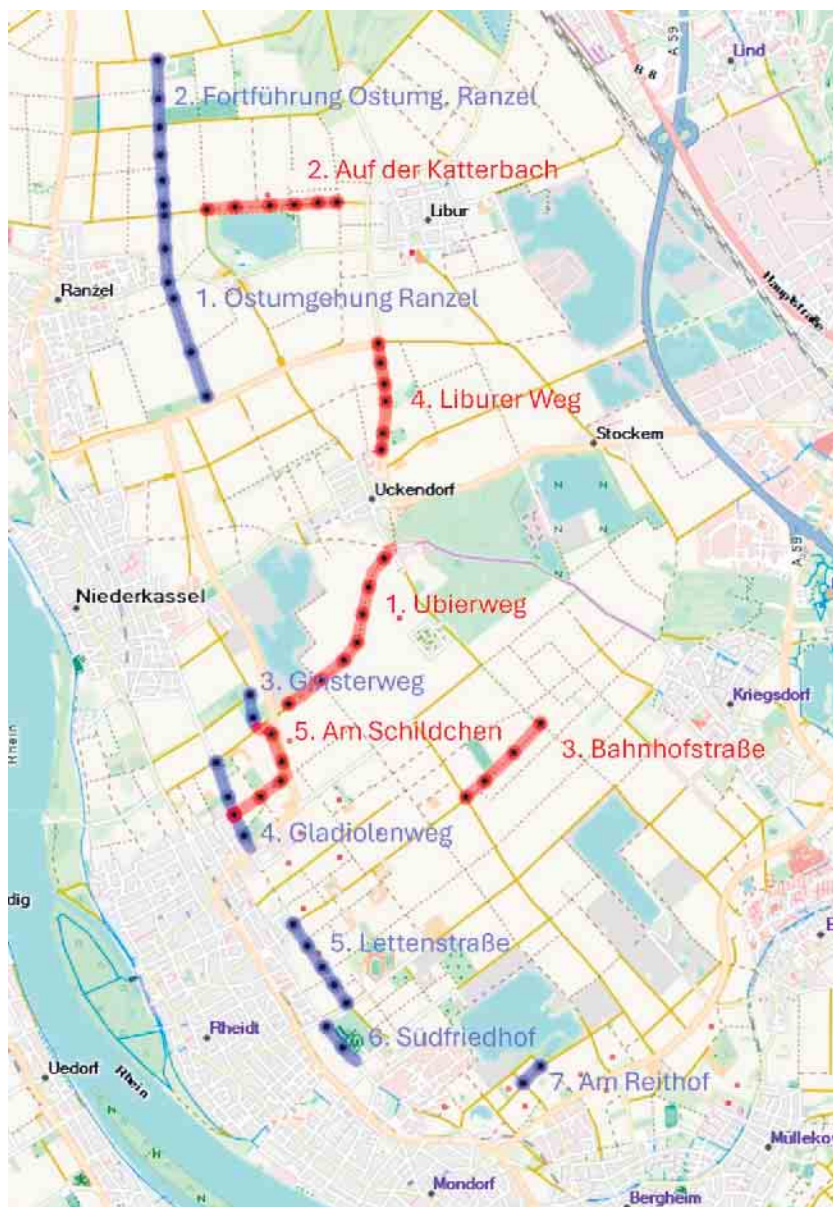 Lind
A 59
B 8
2. Fortführung Ostumg. Ranzel
2. Auf der Katterbach
Libur
Ranzel
1. Ostumgehung Ranzel
Hauptstraße
4. Liburer Weg
Stockem
N
N
Uckendorf
N
N
A 59
Niederkassel
1. Ubierweg
3. Ginsterweg
Kriegsdorf
Rhein
5. Am Schildchen
3. Bahnhofstraße
4. Gladiolenweg
dig
5. Lettenstraße
Rheidt
6. Südfriedhof
Uedorf
Rhein
7. Am Reithof
N
N
Mülleko
Mondorf
Bergheim